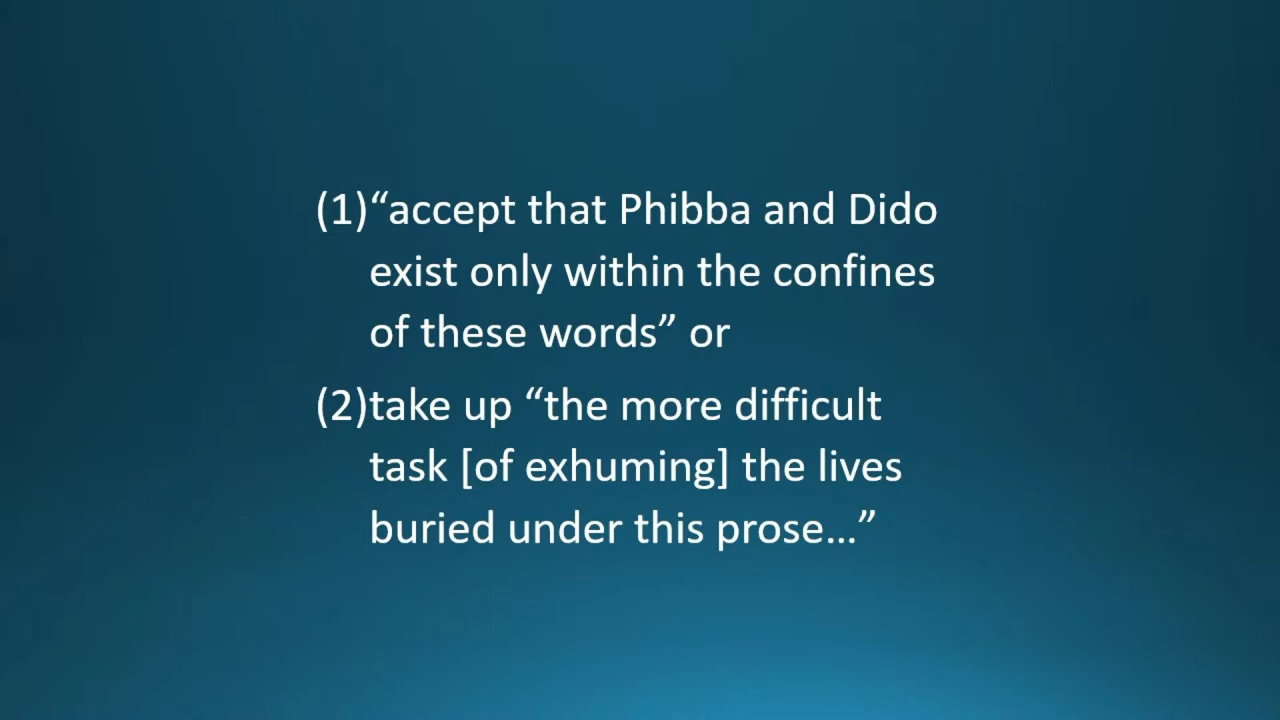 (1)“accept that Phibba and Dido
exist only within the confines
of these words” or
(2)take up “the more difficult
task [of exhuming] the lives
buried under this prose…”